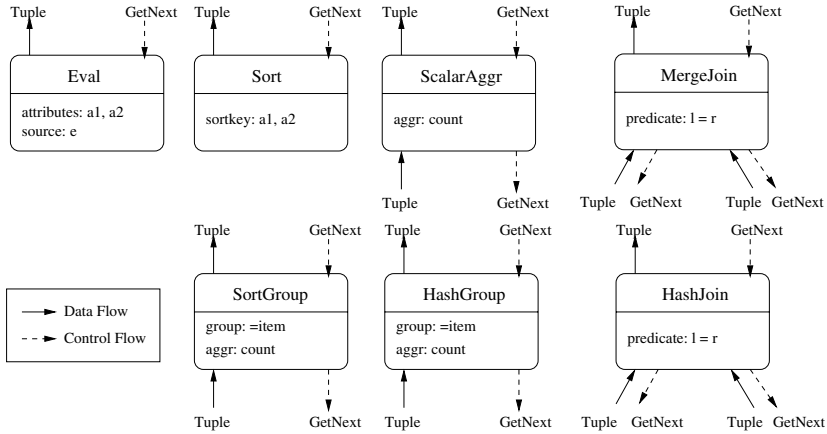 Tuple GetNext Tuple GetNext Tuple GetNext Tuple GetNext
Eval Sort ScalarAggr MergeJoin
attributes: a1, a2
source: e
sortkey: a1, a2
aggr: count
predicate: l = r
Tuple GetNext Tuple GetNext Tuple GetNext
Tuple GetNext Tuple GetNext Tuple GetNext
SortGroup HashGroup HashJoin
group: =item
aggr: count
group: =item
aggr: count
predicate: l = r
Data Flow
Control Flow
Tuple GetNext Tuple GetNext Tuple GetNext Tuple GetNext